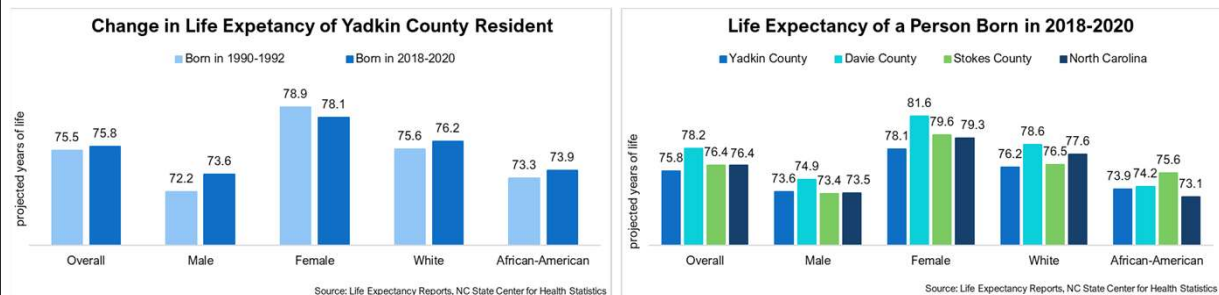 Change in Life Expetancy of Yadkin County Resident
Born in 1990-1992
Born in 2018-2020
projected years of life
75.5 75.8
72.2 73.6
78.9 78.1
75.6 76.2
73.3 73.9
Overall Male Female White African-American
Source: Life Expectancy Reports, NC State Center for Health Statistics
Life Expectancy of a Person Born in 2018-2020
Yadkin County Davie County Stokes County North Carolina
projected years of life
75.8 78.2 76.4 76.4
73.6 74.9 73.4 73.5
78.1 81.6 79.6 79.3
76.2 78.6 76.5 77.6
73.9 74.2 75.6 73.1
Overall Male Female White African-American
Source: Life Expectancy Reports, NC State Center for Health Statistics